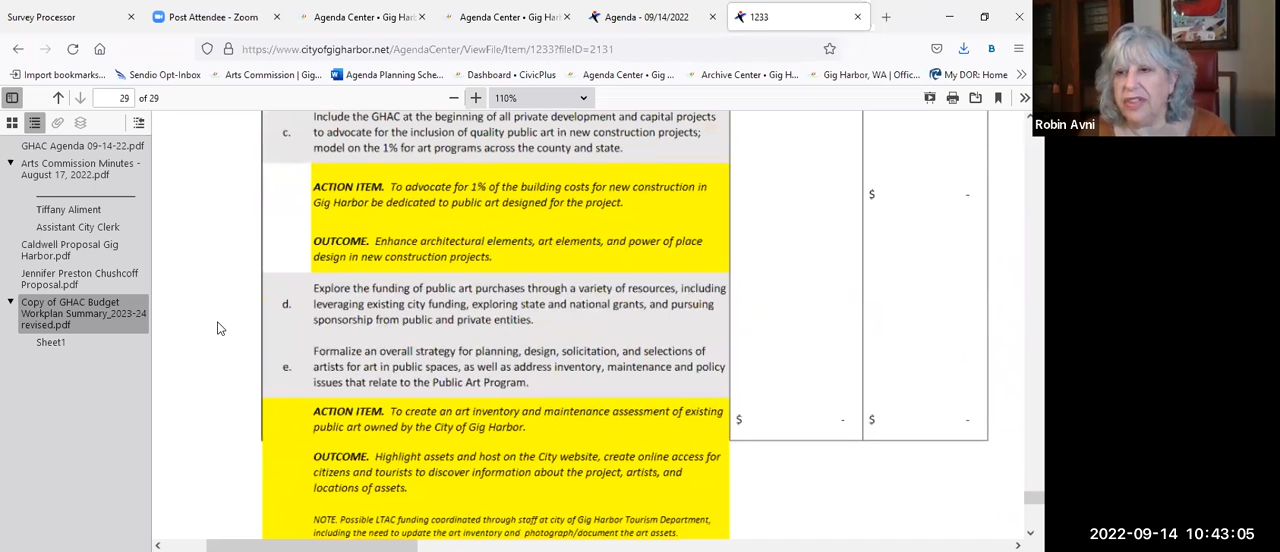 Survey Processor
Post Attendee - Zoom
Agenda Center • Gig Har
Agenda Center • Gig Har
Agenda - 09/14/2022
1233
https://www.cityofgigharbor.net/AgendaCenter/ViewFile/Item/1233?fileID=2131
Import bookmarks...
Sendio Opt-Inbox
Arts Commission | Gig...
Agenda Planning Sche...
Dashboard • CivicPlus
Agenda Center • Gig ...
Archive Center • Gig H...
Gig Harbor, WA | Offic...
My DOR: Home
29 of 29
110%
GHAC Agenda 09-14-22.pdf
Arts Commission Minutes -
August 17, 2022.pdf
Tiffany Aliment
Assistant City Clerk
Caldwell Proposal Gig
Harbor.pdf
Jennifer Preston Chushcoff
Proposal.pdf
Copy of GHAC Budget
Workplan Summary_2023-24
revised.pdf
Sheet1
Include the GHAC at the beginning of all private development and capital projects
c. to advocate for the inclusion of quality public art in new construction projects;
model on the 1% for art programs across the county and state.
ACTION ITEM. To advocate for 1% of the building costs for new construction in
Gig Harbor be dedicated to public art designed for the project.
$ -
OUTCOME. Enhance architectural elements, art elements, and power of place
design in new construction projects.
Explore the funding of public art purchases through a variety of resources, including
d. leveraging existing city funding, exploring state and national grants, and pursuing
sponsorship from public and private entities.
Formalize an overall strategy for planning, design, solicitation, and selections of
e. artists for art in public spaces, as well as address inventory, maintenance and policy
issues that relate to the Public Art Program.
ACTION ITEM. To create an art inventory and maintenance assessment of existing
public art owned by the City of Gig Harbor.
$ - $ -
OUTCOME. Highlight assets and host on the City website, create online access for
citizens and tourists to discover information about the project, artists, and
locations of assets.
NOTE. Possible LTAC funding coordinated through staff at city of Gig Harbor Tourism Department,
including the need to update the art inventory and photograph/document the art assets.
Robin Avni
2022-09-14 10:43:05